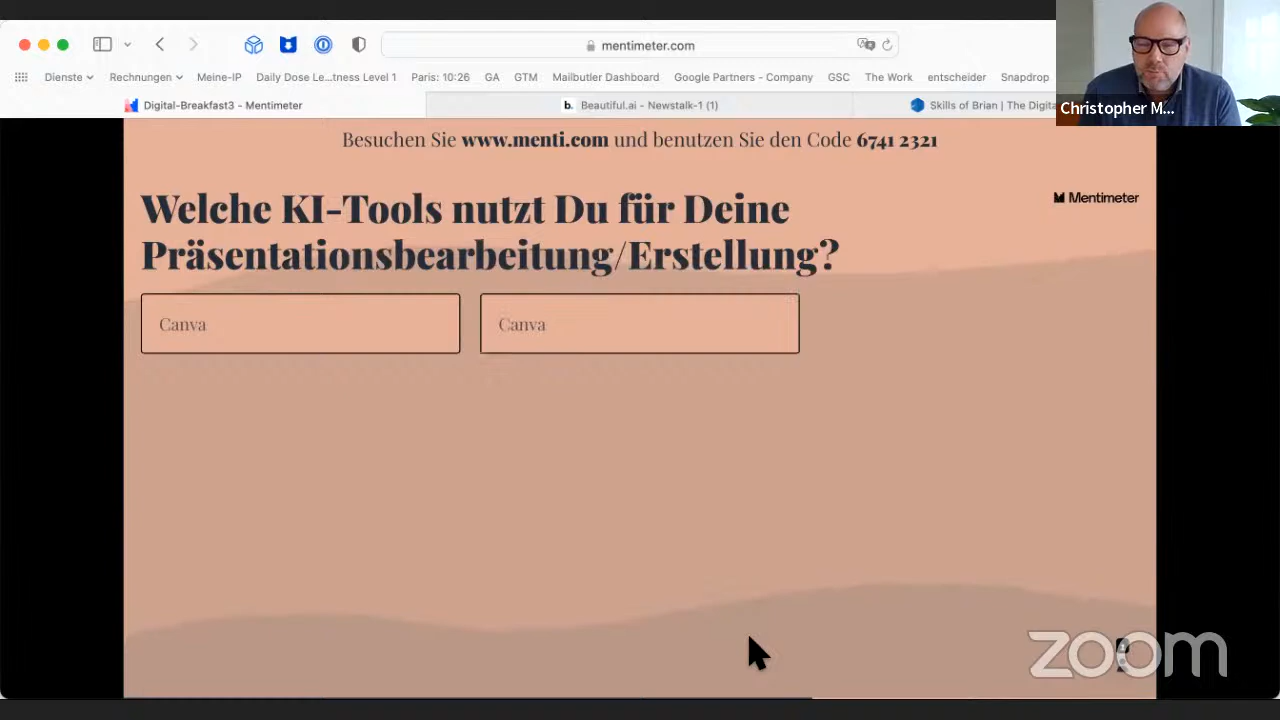 mentimeter.com
Dienste Rechnungen Meine-IP Daily Dose Le...tness Level 1 Paris: 10:26 GA GTM Mailbutler Dashboard Google Partners - Company GSC The Work entscheider Snapdrop
Digital-Breakfast3 - Mentimeter
b. Beautiful.ai - Newstalk-1 (1)
Skills of Brian | The Digita
Christopher M...
Besuchen Sie www.menti.com und benutzen Sie den Code 6741 2321
Mentimeter
Welche KI-Tools nutzt Du für Deine
Präsentationsbearbeitung/Erstellung?
Canva
Canva
zoom